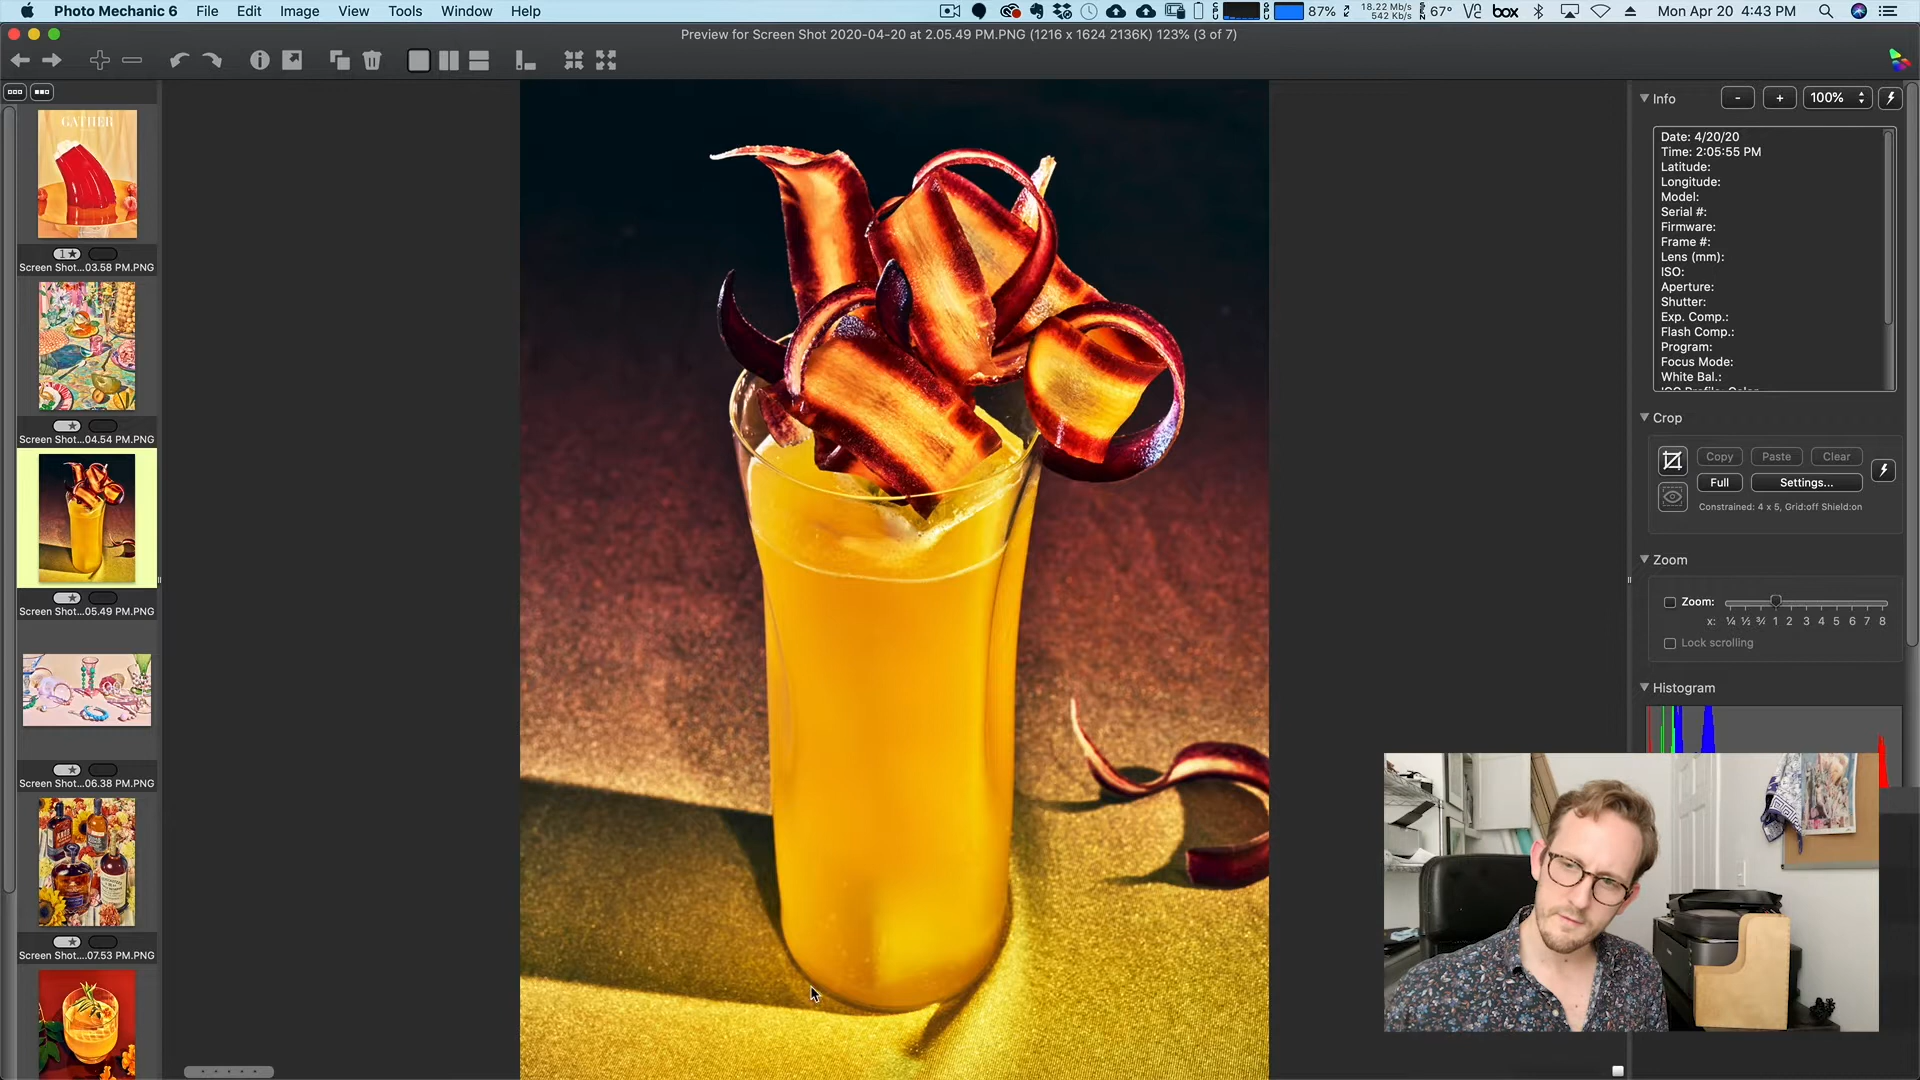 Photo Mechanic 6 File Edit Image View Tools Window Help
87% 18.22 Mb/s 542 Kb/s 67° box Mon Apr 20 4:43 PM
Preview for Screen Shot 2020-04-20 at 2.05.49 PM.PNG (1216 x 1624 2136K) 123% (3 of 7)
GATHER
1★
Screen Shot...03.58 PM.PNG
Screen Shot...04.54 PM.PNG
Screen Shot...05.49 PM.PNG
Screen Shot...06.38 PM.PNG
Screen Shot....07.53 PM.PNG
Info - + 100%
Date: 4/20/20
Time: 2:05:55 PM
Latitude:
Longitude:
Model:
Serial #:
Firmware:
Frame #:
Lens (mm):
ISO:
Aperture:
Shutter:
Exp. Comp.:
Flash Comp.:
Program:
Focus Mode:
White Bal.:
Crop
Copy Paste Clear
Full Settings...
Constrained: 4 x 5, Grid:off Shield:on
Zoom
Zoom:
x: ¼ ½ ¾ 1 2 3 4 5 6 7 8
Lock scrolling
Histogram